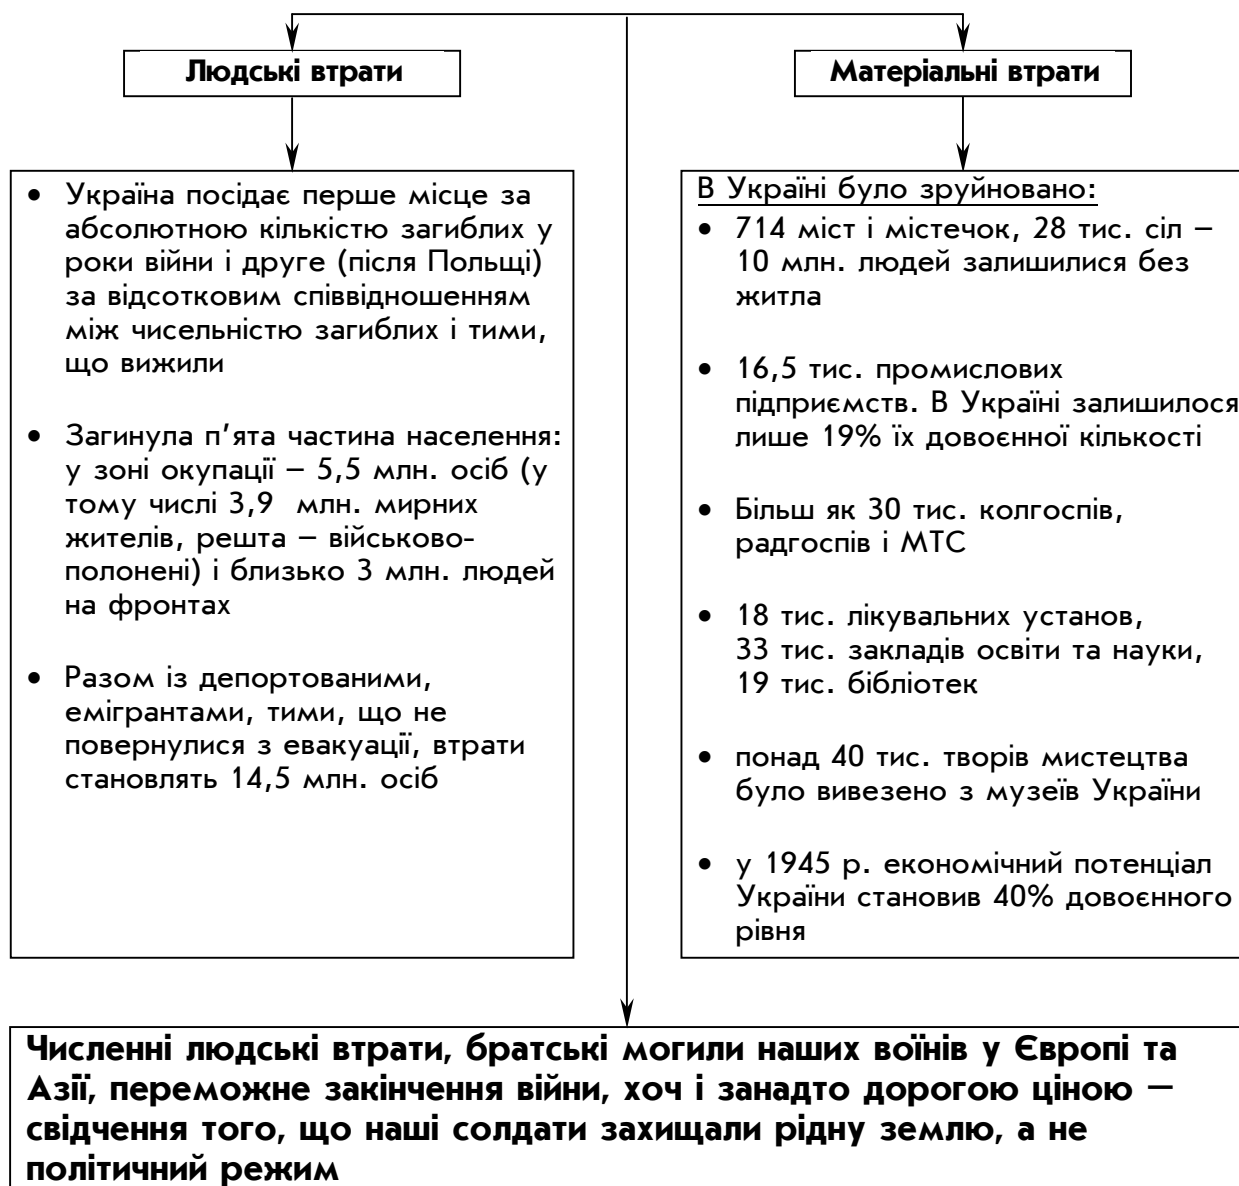 Людські втрати
Матеріальні втрати
• Україна посідає перше місце за
абсолютною кількістю загиблих у
роки війни і друге (після Польщі)
за відсотковим співвідношенням
між чисельністю загиблих і тими,
що вижили
• Загинула п’ята частина населення:
у зоні окупації – 5,5 млн. осіб (у
тому числі 3,9 млн. мирних
жителів, решта – військово-
полонені) і близько 3 млн. людей
на фронтах
• Разом із депортованими,
емігрантами, тими, що не
повернулися з евакуації, втрати
становлять 14,5 млн. осіб
В Україні було зруйновано:
• 714 міст і містечок, 28 тис. сіл –
10 млн. людей залишилися без
житла
• 16,5 тис. промислових
підприємств. В Україні залишилося
лише 19% їх довоєнної кількості
• Більш як 30 тис. колгоспів,
радгоспів і МТС
• 18 тис. лікувальних установ,
33 тис. закладів освіти та науки,
19 тис. бібліотек
• понад 40 тис. творів мистецтва
було вивезено з музеїв України
• у 1945 р. економічний потенціал
України становив 40% довоєнного
рівня
Численні людські втрати, братські могили наших воїнів у Європі та
Азії, переможне закінчення війни, хоч і занадто дорогою ціною –
свідчення того, що наші солдати захищали рідну землю, а не
політичний режим